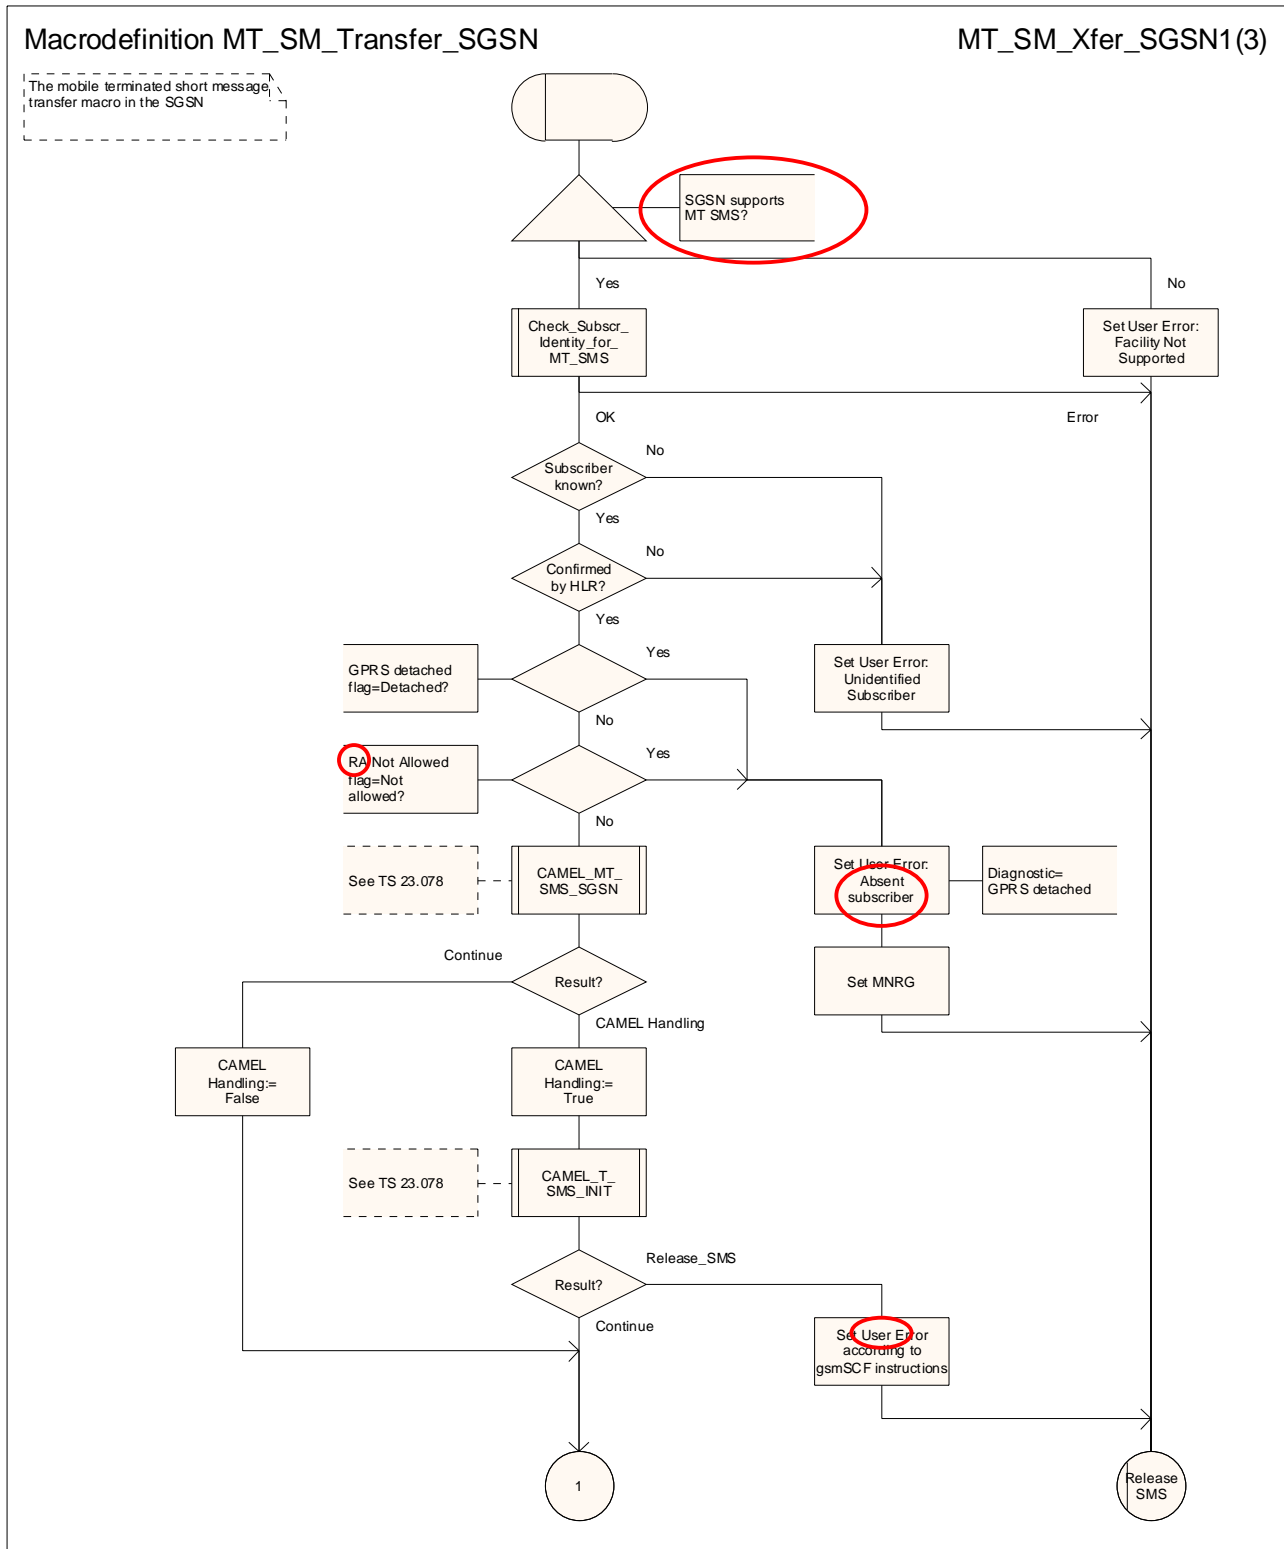 Macrodefinition MT_SM_Transfer_SGSN
MT_SM_Xfer_SGSN1(3)
The mobile terminated short message
transfer macro in the SGSN
SGSN supports
MT SMS?
Yes
No
Check_Subscr_
Identity_for_
MT_SMS
Set User Error:
Facility Not
Supported
OK
Error
Subscriber
known?
No
Yes
Confirmed
by HLR?
No
Yes
GPRS detached
flag=Detached?
Yes
Set User Error:
Unidentified
Subscriber
No
RA Not Allowed
flag=Not
allowed?
Yes
No
See TS 23.078
CAMEL_MT_
SMS_SGSN
Set User Error:
Absent
subscriber
Diagnostic=
GPRS detached
Continue
Result?
Set MNRG
CAMEL Handling
CAMEL
Handling:=
False
CAMEL
Handling:=
True
See TS 23.078
CAMEL_T_
SMS_INIT
Release_SMS
Result?
Continue
Set User Error
according to
gsmSCF instructions
1
Release
SMS